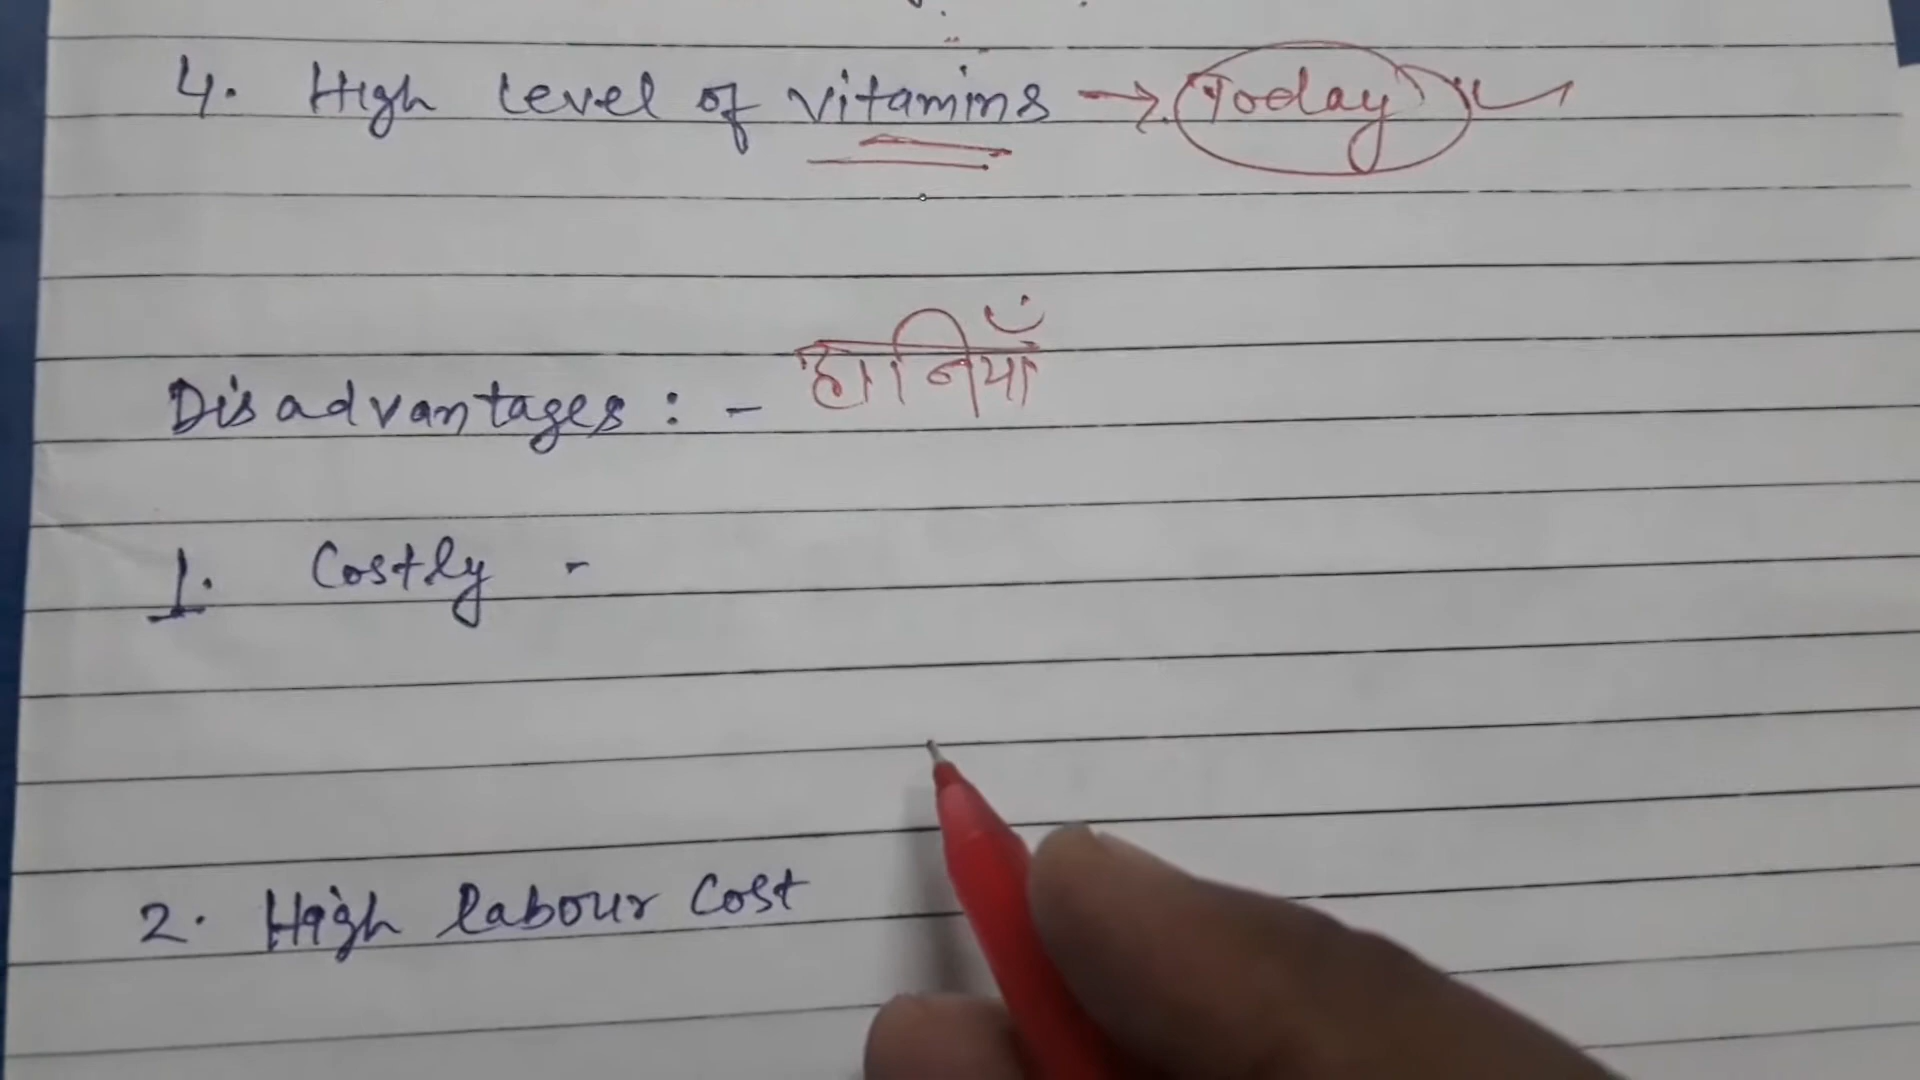 4. High level of vitamins → Today
Disadvantages : - हानियाँ
1. Costly -
2. High labour cost